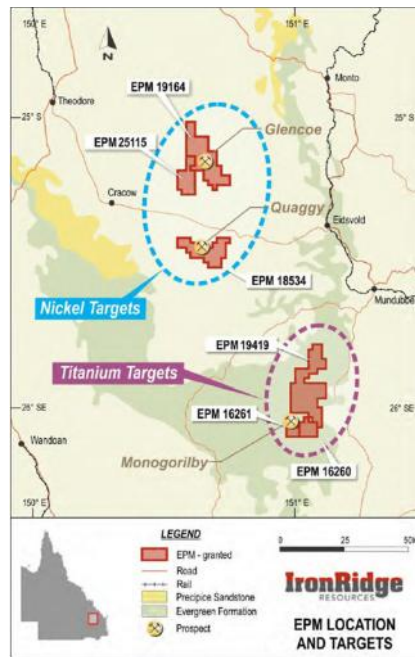 150° E
151° E
N
Monto
Theodore
EPM 19164
25° S
25° S
Glencoe
EPM 25115
Cracow
Quaggy
Eidsvold
EPM 18534
Nickel Targets
Mundubbera
EPM 19419
Titanium Targets
26° SE
26° SE
EPM 16261
Wandoan
Monogorilby
EPM 16260
150° E
151° E
LEGEND
EPM - granted
Road
Rail
Precipice Sandstone
Evergreen Formation
Prospect
0 25 50
IronRidge
RESOURCES
EPM LOCATION
AND TARGETS